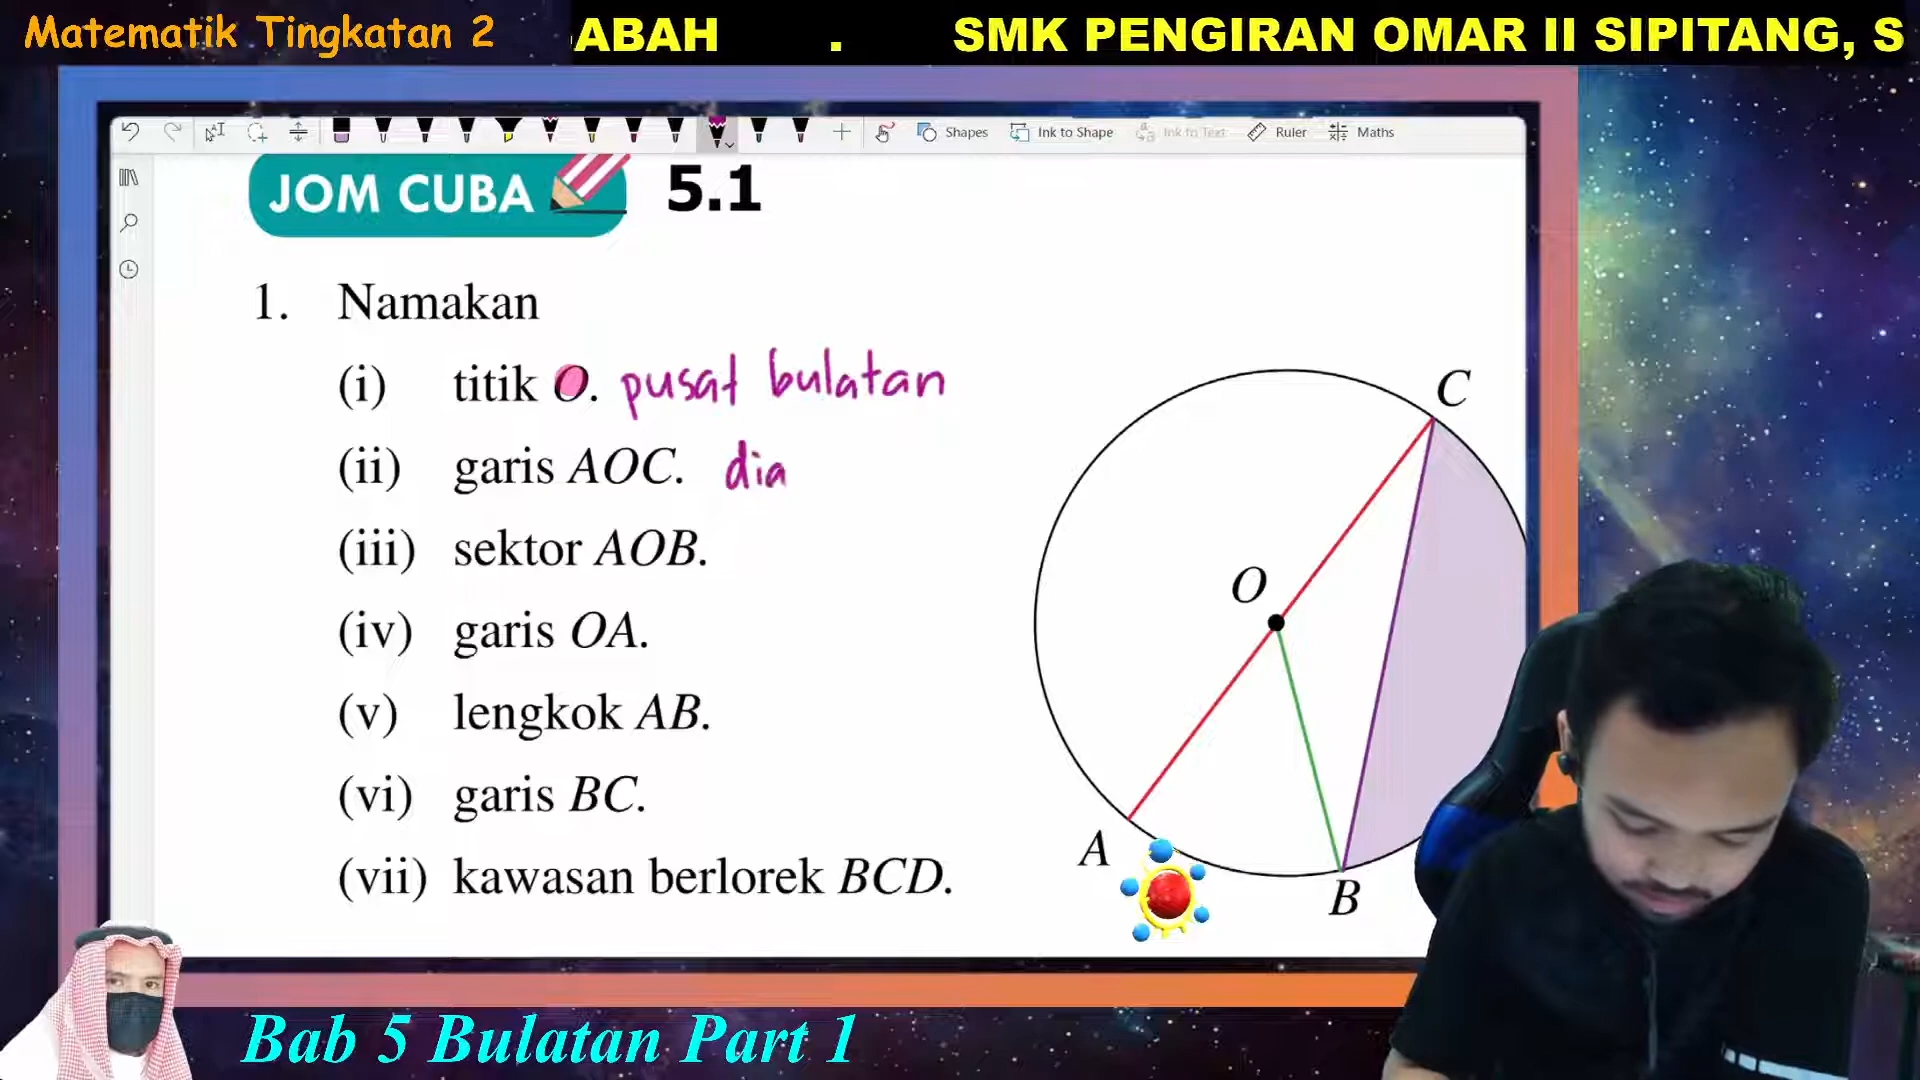 Matematik Tingkatan 2
ABAH . SMK PENGIRAN OMAR II SIPITANG, S
Shapes Ink to Shape Ink to Text Ruler Maths
JOM CUBA 5.1
1. Namakan
(i) titik O. pusat bulatan
(ii) garis AOC. dia
(iii) sektor AOB.
(iv) garis OA.
(v) lengkok AB.
(vi) garis BC.
(vii) kawasan berlorek BCD.
C
O
A
B
Bab 5 Bulatan Part 1